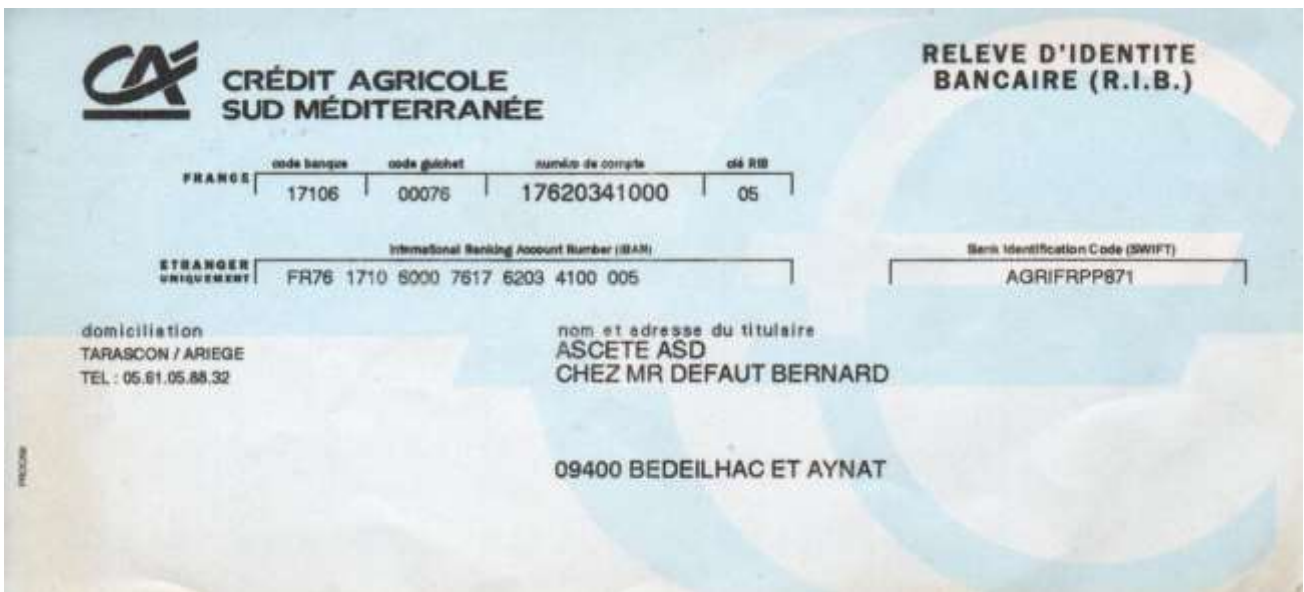 CRÉDIT AGRICOLE
SUD MÉDITERRANÉE
RELEVE D'IDENTITE
BANCAIRE (R.I.B.)
code banque code guichet numéro de compte clé RIB
FRANCE 17106 00076 17620341000 05
International Banking Account Number (IBAN) Bank Identification Code (SWIFT)
ETRANGER
UNIQUEMENT FR76 1710 6000 7617 6203 4100 005 AGRIFRPP871
domiciliation
TARASCON / ARIEGE
TEL : 05.61.05.88.32
nom et adresse du titulaire
ASCETE ASD
CHEZ MR DEFAUT BERNARD
09400 BEDEILHAC ET AYNAT